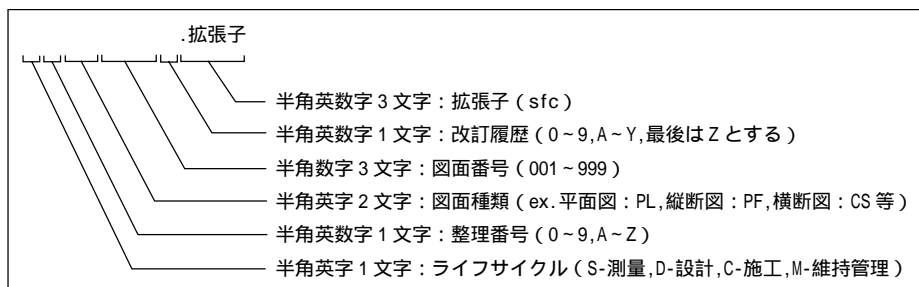 .拡張子
半角英数字3文字：拡張子（sfc）
半角英数字1文字：改訂履歴（0~9,A~Y,最後はZとする）
半角数字3文字：図面番号（001~999）
半角英字2文字：図面種類（ex.平面図：PL,縦断図：PF,横断図：CS等）
半角英数字1文字：整理番号（0~9,A~Z）
半角英字1文字：ライフサイクル（S-測量,D-設計,C-施工,M-維持管理）